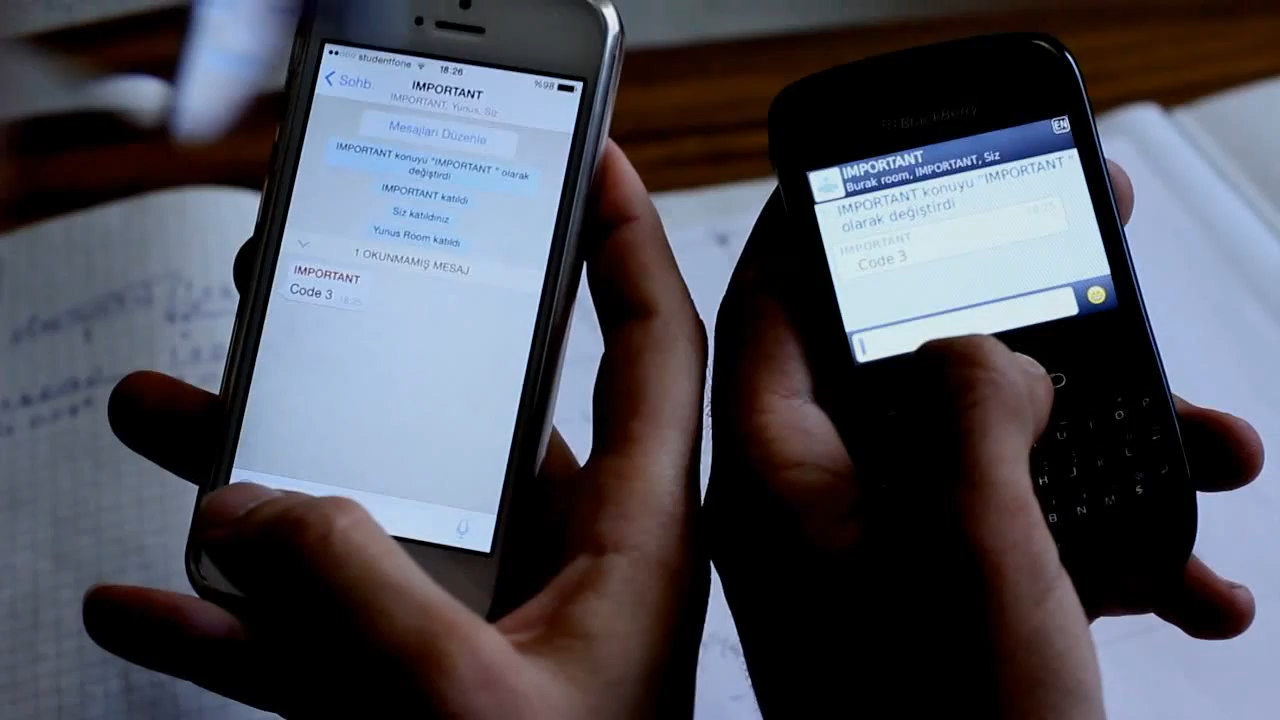 studentfone
18:26
%98
Sohb.
IMPORTANT
IMPORTANT, Yunus, Siz
Mesajları Düzenle
IMPORTANT konuyu "IMPORTANT " olarak
değiştirdi
IMPORTANT katıldı
Siz katıldınız
Yunus Room katıldı
1 OKUNMAMIŞ MESAJ
IMPORTANT
Code 3
18:25
BlackBerry
EN
IMPORTANT
Burak room, IMPORTANT, Siz
IMPORTANT konuyu "IMPORTANT "
olarak değiştirdi
IMPORTANT
Code 3
U I O P
H J K L
B N M Ş